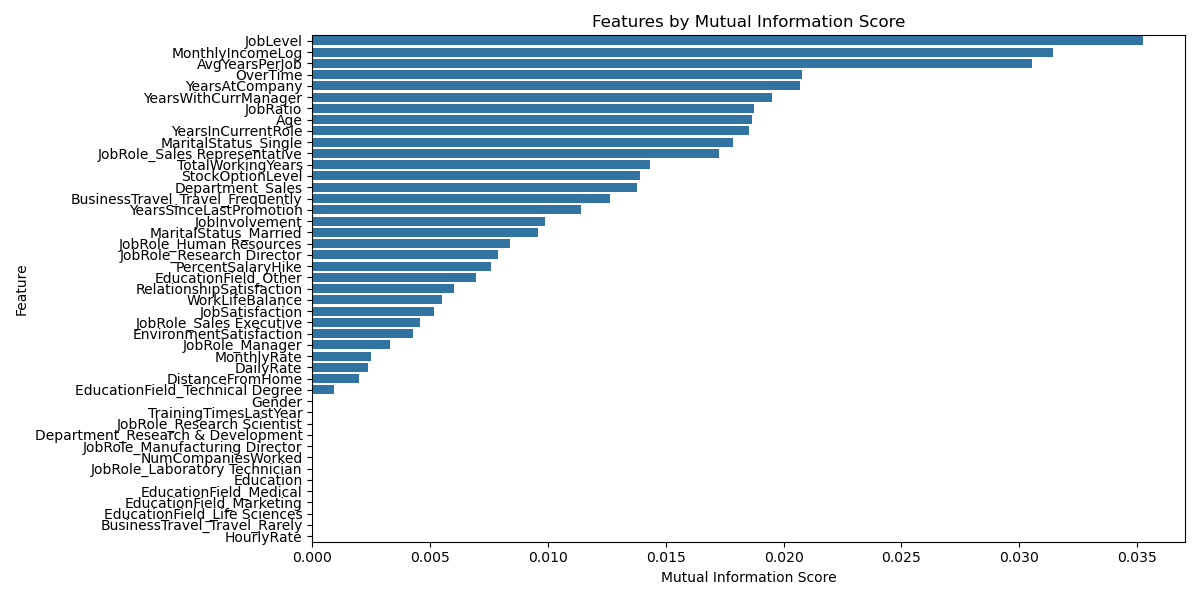 Features by Mutual Information Score
JobLevel
MonthlyIncomeLog
AvgYearsPerJob
OverTime
YearsAtCompany
YearsWithCurrManager
JobRatio
Age
YearsInCurrentRole
MaritalStatus_Single
JobRole_Sales Representative
TotalWorkingYears
StockOptionLevel
Department_Sales
BusinessTravel_Travel_Frequently
YearsSinceLastPromotion
JobInvolvement
MaritalStatus_Married
JobRole_Human Resources
JobRole_Research Director
PercentSalaryHike
EducationField_Other
RelationshipSatisfaction
WorkLifeBalance
JobSatisfaction
JobRole_Sales Executive
EnvironmentSatisfaction
JobRole_Manager
MonthlyRate
DailyRate
DistanceFromHome
EducationField_Technical Degree
Gender
TrainingTimesLastYear
JobRole_Research Scientist
Department_Research & Development
JobRole_Manufacturing Director
NumCompaniesWorked
JobRole_Laboratory Technician
Education
EducationField_Medical
EducationField_Marketing
EducationField_Life Sciences
BusinessTravel_Travel_Rarely
HourlyRate
Feature
0.000 0.005 0.010 0.015 0.020 0.025 0.030 0.035
Mutual Information Score